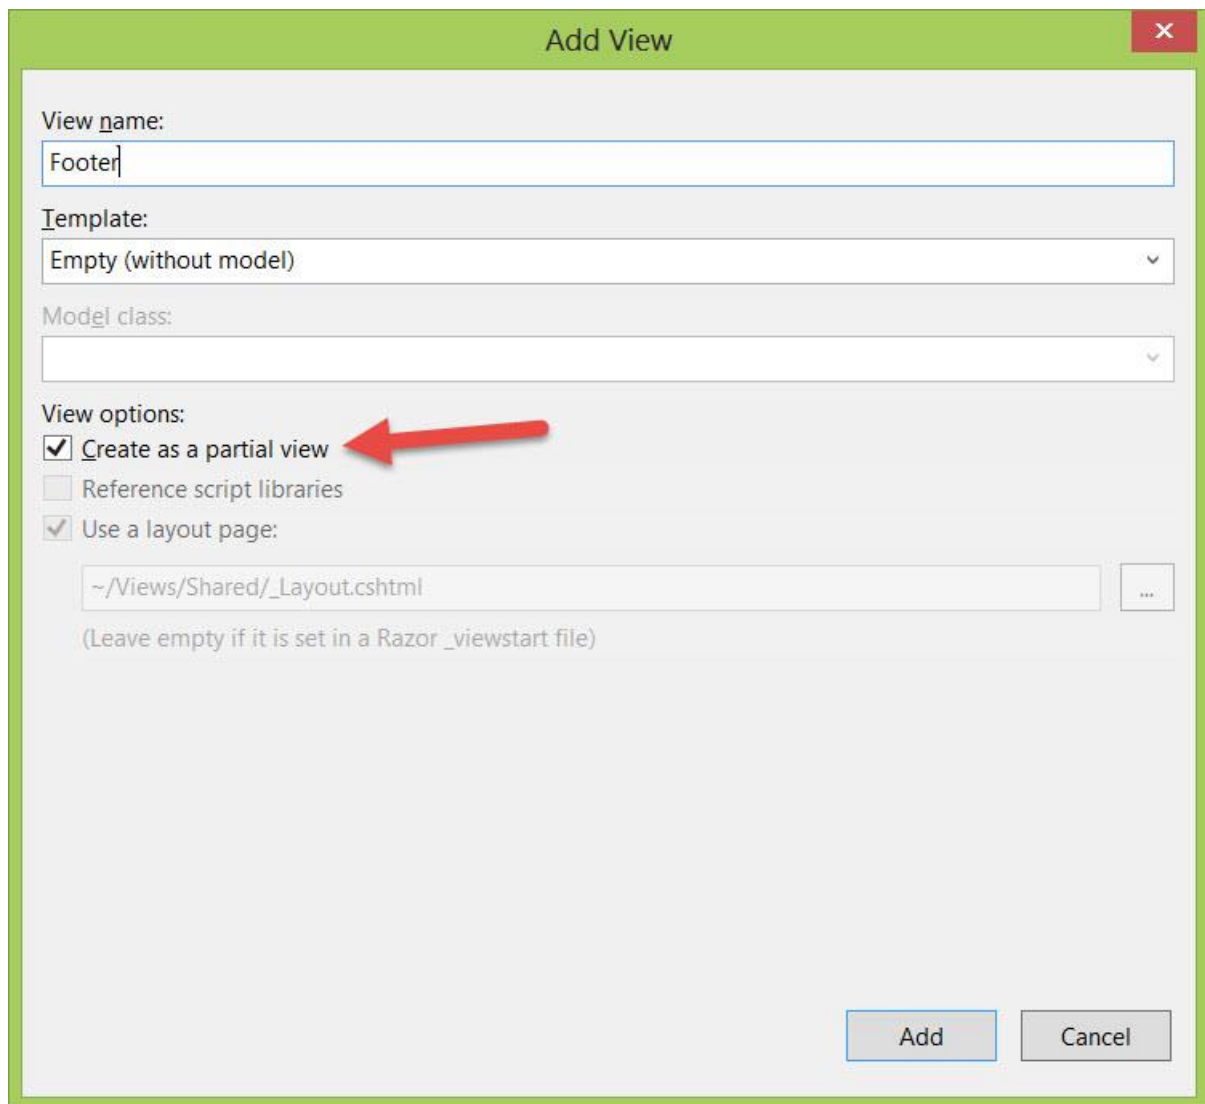 Add View
View name:
Footer
Template:
Empty (without model)
Model class:
View options:
Create as a partial view
Reference script libraries
Use a layout page:
~/Views/Shared/_Layout.cshtml
...
(Leave empty if it is set in a Razor _viewstart file)
Add
Cancel